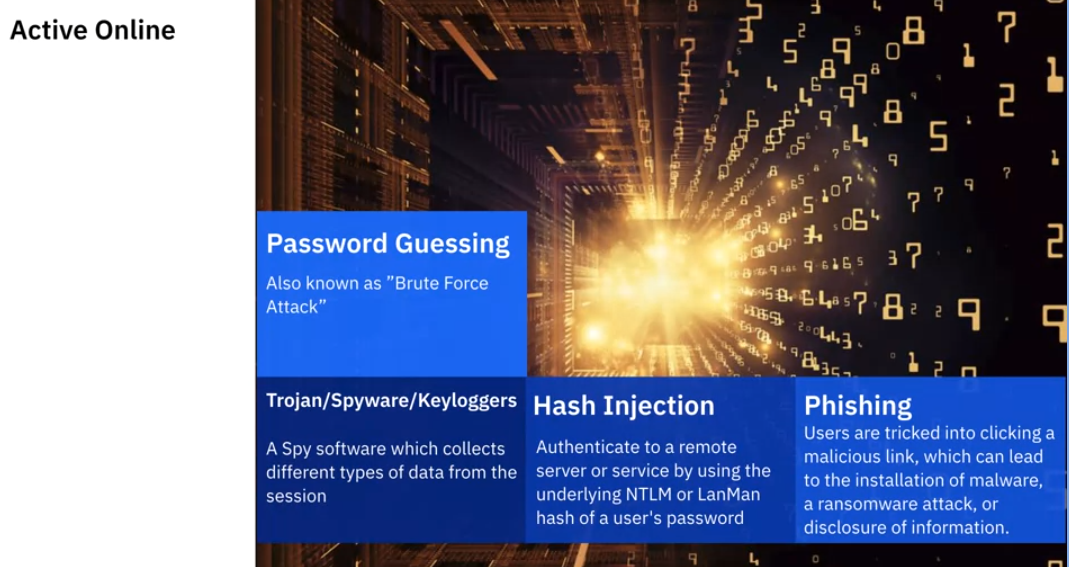 Active Online
Password Guessing
Also known as ”Brute Force
Attack”
Trojan/Spyware/Keyloggers
A Spy software which collects
different types of data from the
session
Hash Injection
Authenticate to a remote
server or service by using the
underlying NTLM or LanMan
hash of a user's password
Phishing
Users are tricked into clicking a
malicious link, which can lead
to the installation of malware,
a ransomware attack, or
disclosure of information.